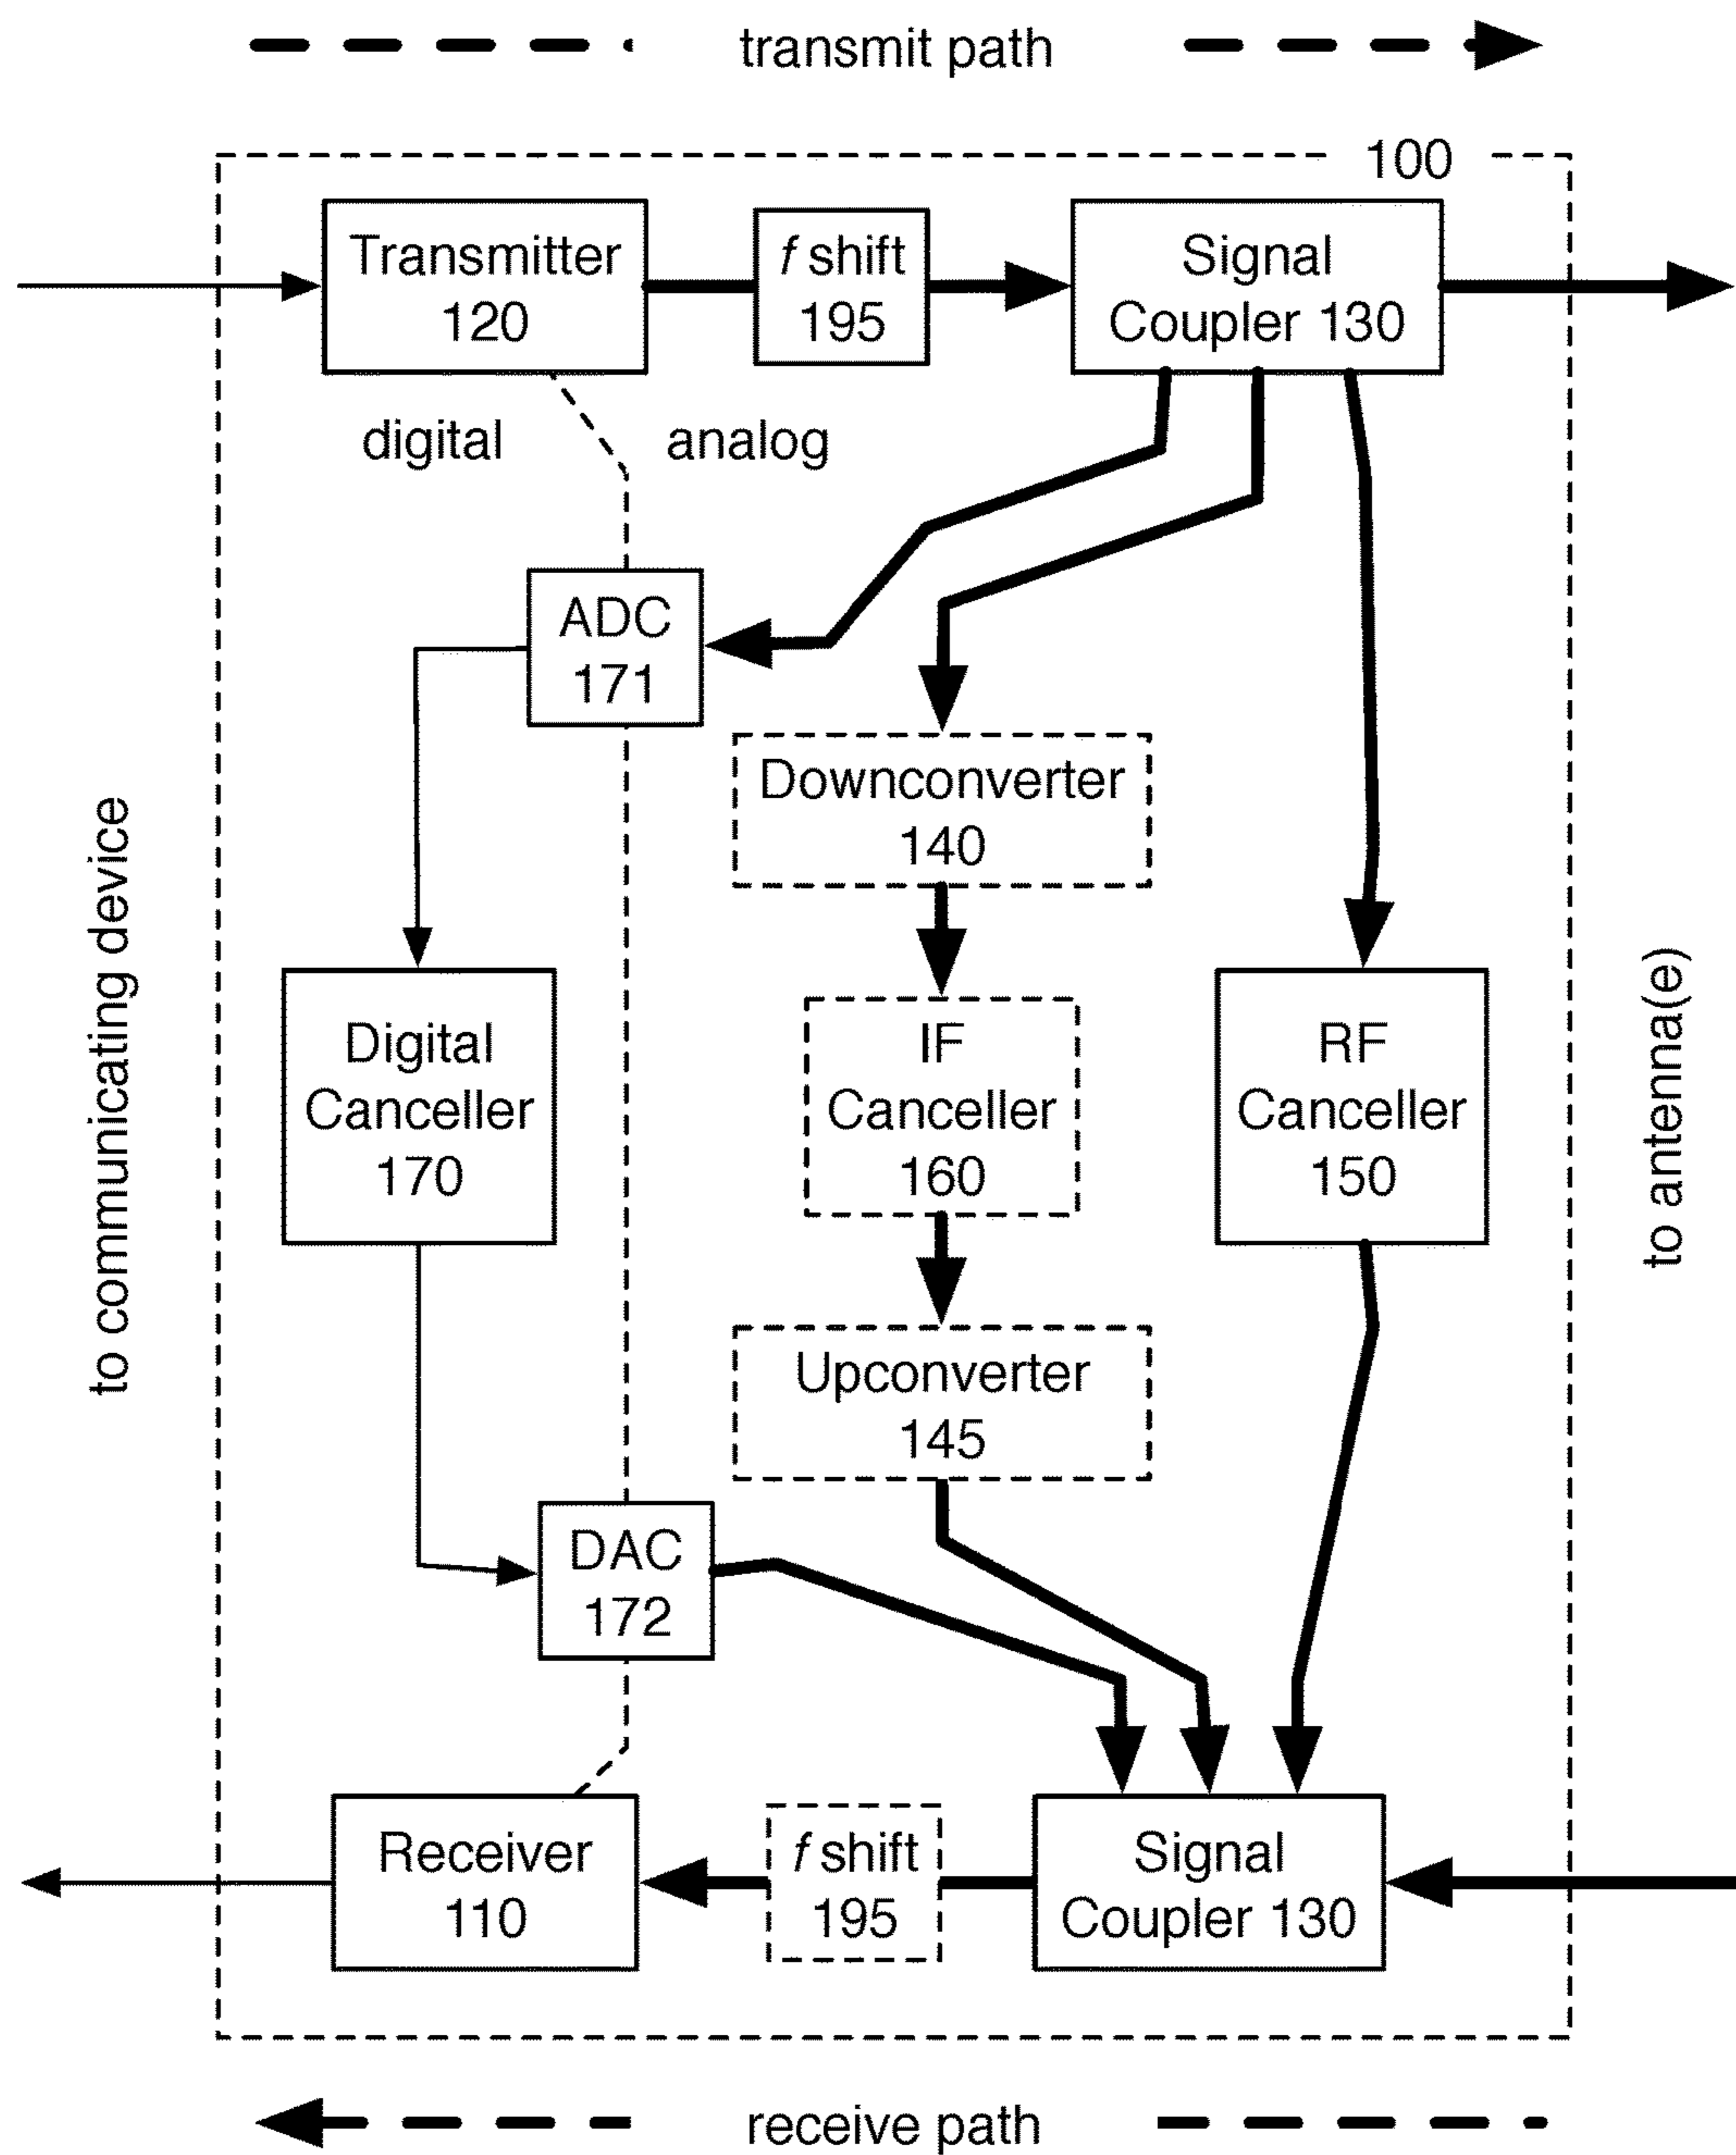 transmit path
100
Transmitter
120
f shift
195
Signal
Coupler 130
digital
analog
ADC
171
Downconverter
140
to communicating device
Digital
Canceller
170
IF
Canceller
160
RF
Canceller
150
to antenna(e)
Upconverter
145
DAC
172
Receiver
110
f shift
195
Signal
Coupler 130
receive path